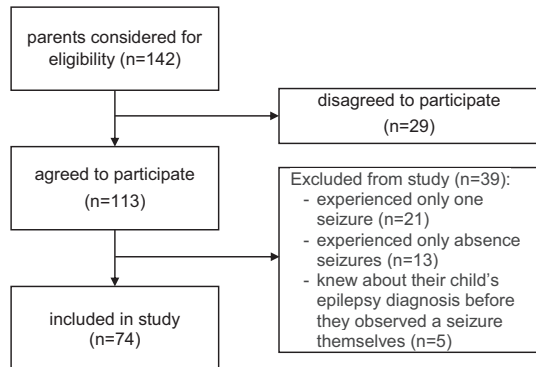 parents considered for
eligibility (n=142)
disagreed to participate
(n=29)
agreed to participate
(n=113)
Excluded from study (n=39):
- experienced only one
seizure (n=21)
- experienced only absence
seizures (n=13)
- knew about their child's
epilepsy diagnosis before
they observed a seizure
themselves (n=5)
included in study
(n=74)